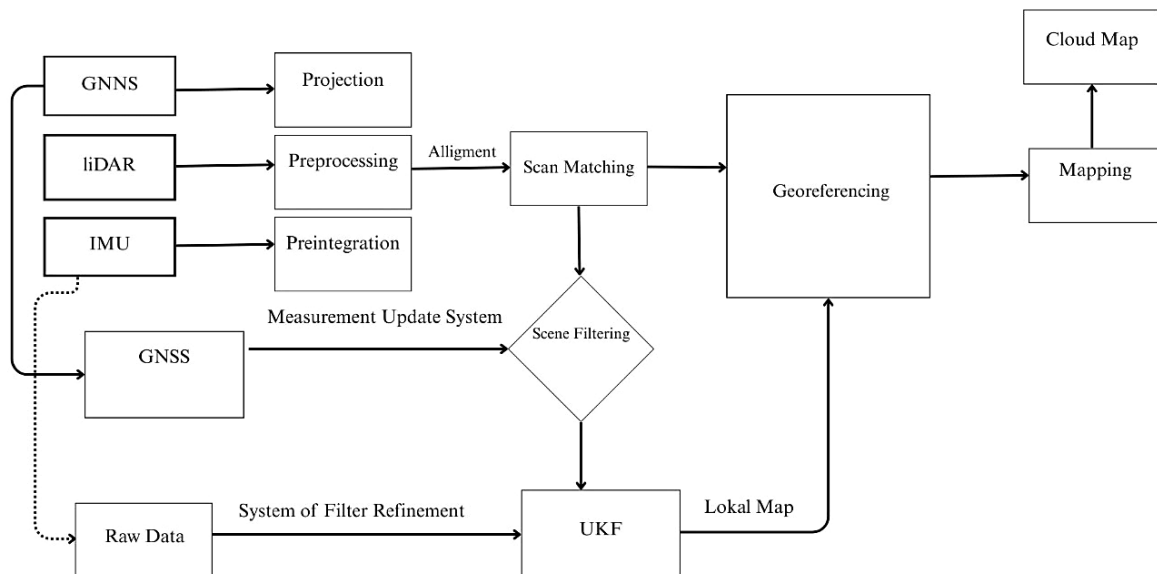 Cloud Map
GNNS
Projection
liDAR
Preprocessing
Alligment
Scan Matching
Georeferencing
Mapping
IMU
Preintegration
Measurement Update System
Scene Filtering
GNSS
Raw Data
System of Filter Refinement
UKF
Lokal Map